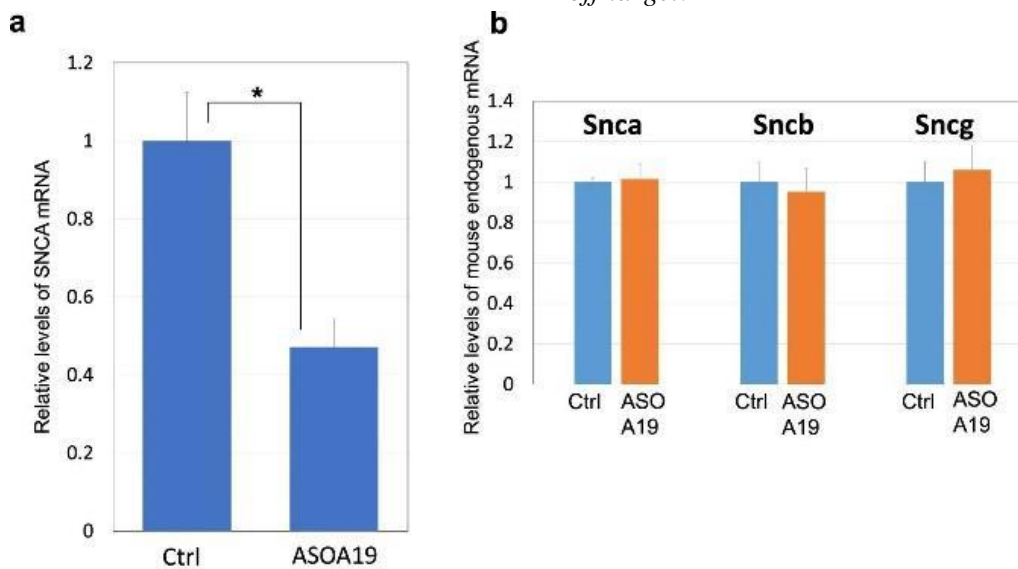 a
Relative levels of SNCA mRNA
1.2
1
0.8
0.6
0.4
0.2
0
*
Ctrl
ASOA19
b
Relative levels of mouse endogenous mRNA
1.4
1.2
1
0.8
0.6
0.4
0.2
0
Snca
Sncb
Sncg
Ctrl ASO A19
Ctrl ASO A19
Ctrl ASO A19